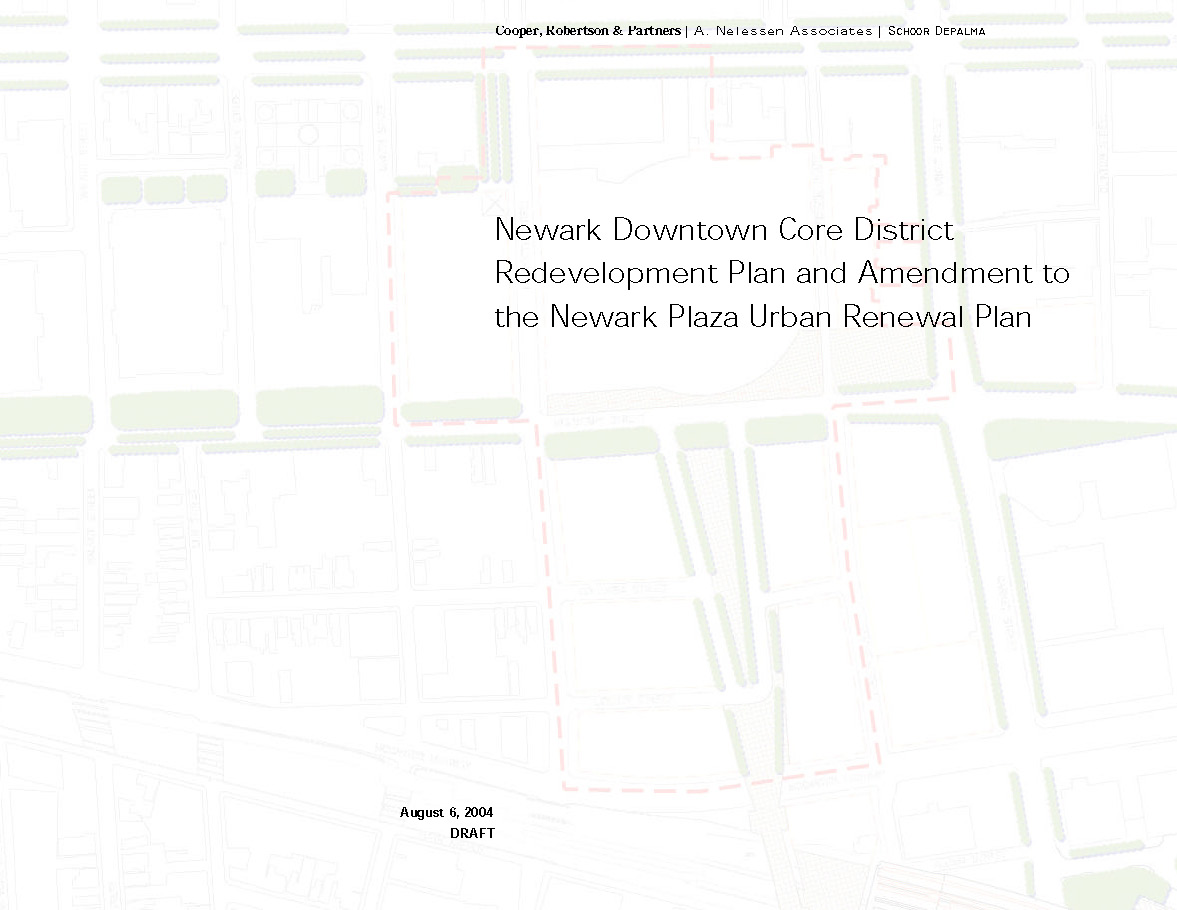 Cooper, Robertson & Partners | A. Nelessen Associates | SCHOOR DEPALMA
Newark Downtown Core District
Redevelopment Plan and Amendment to
the Newark Plaza Urban Renewal Plan
August 6, 2004
DRAFT